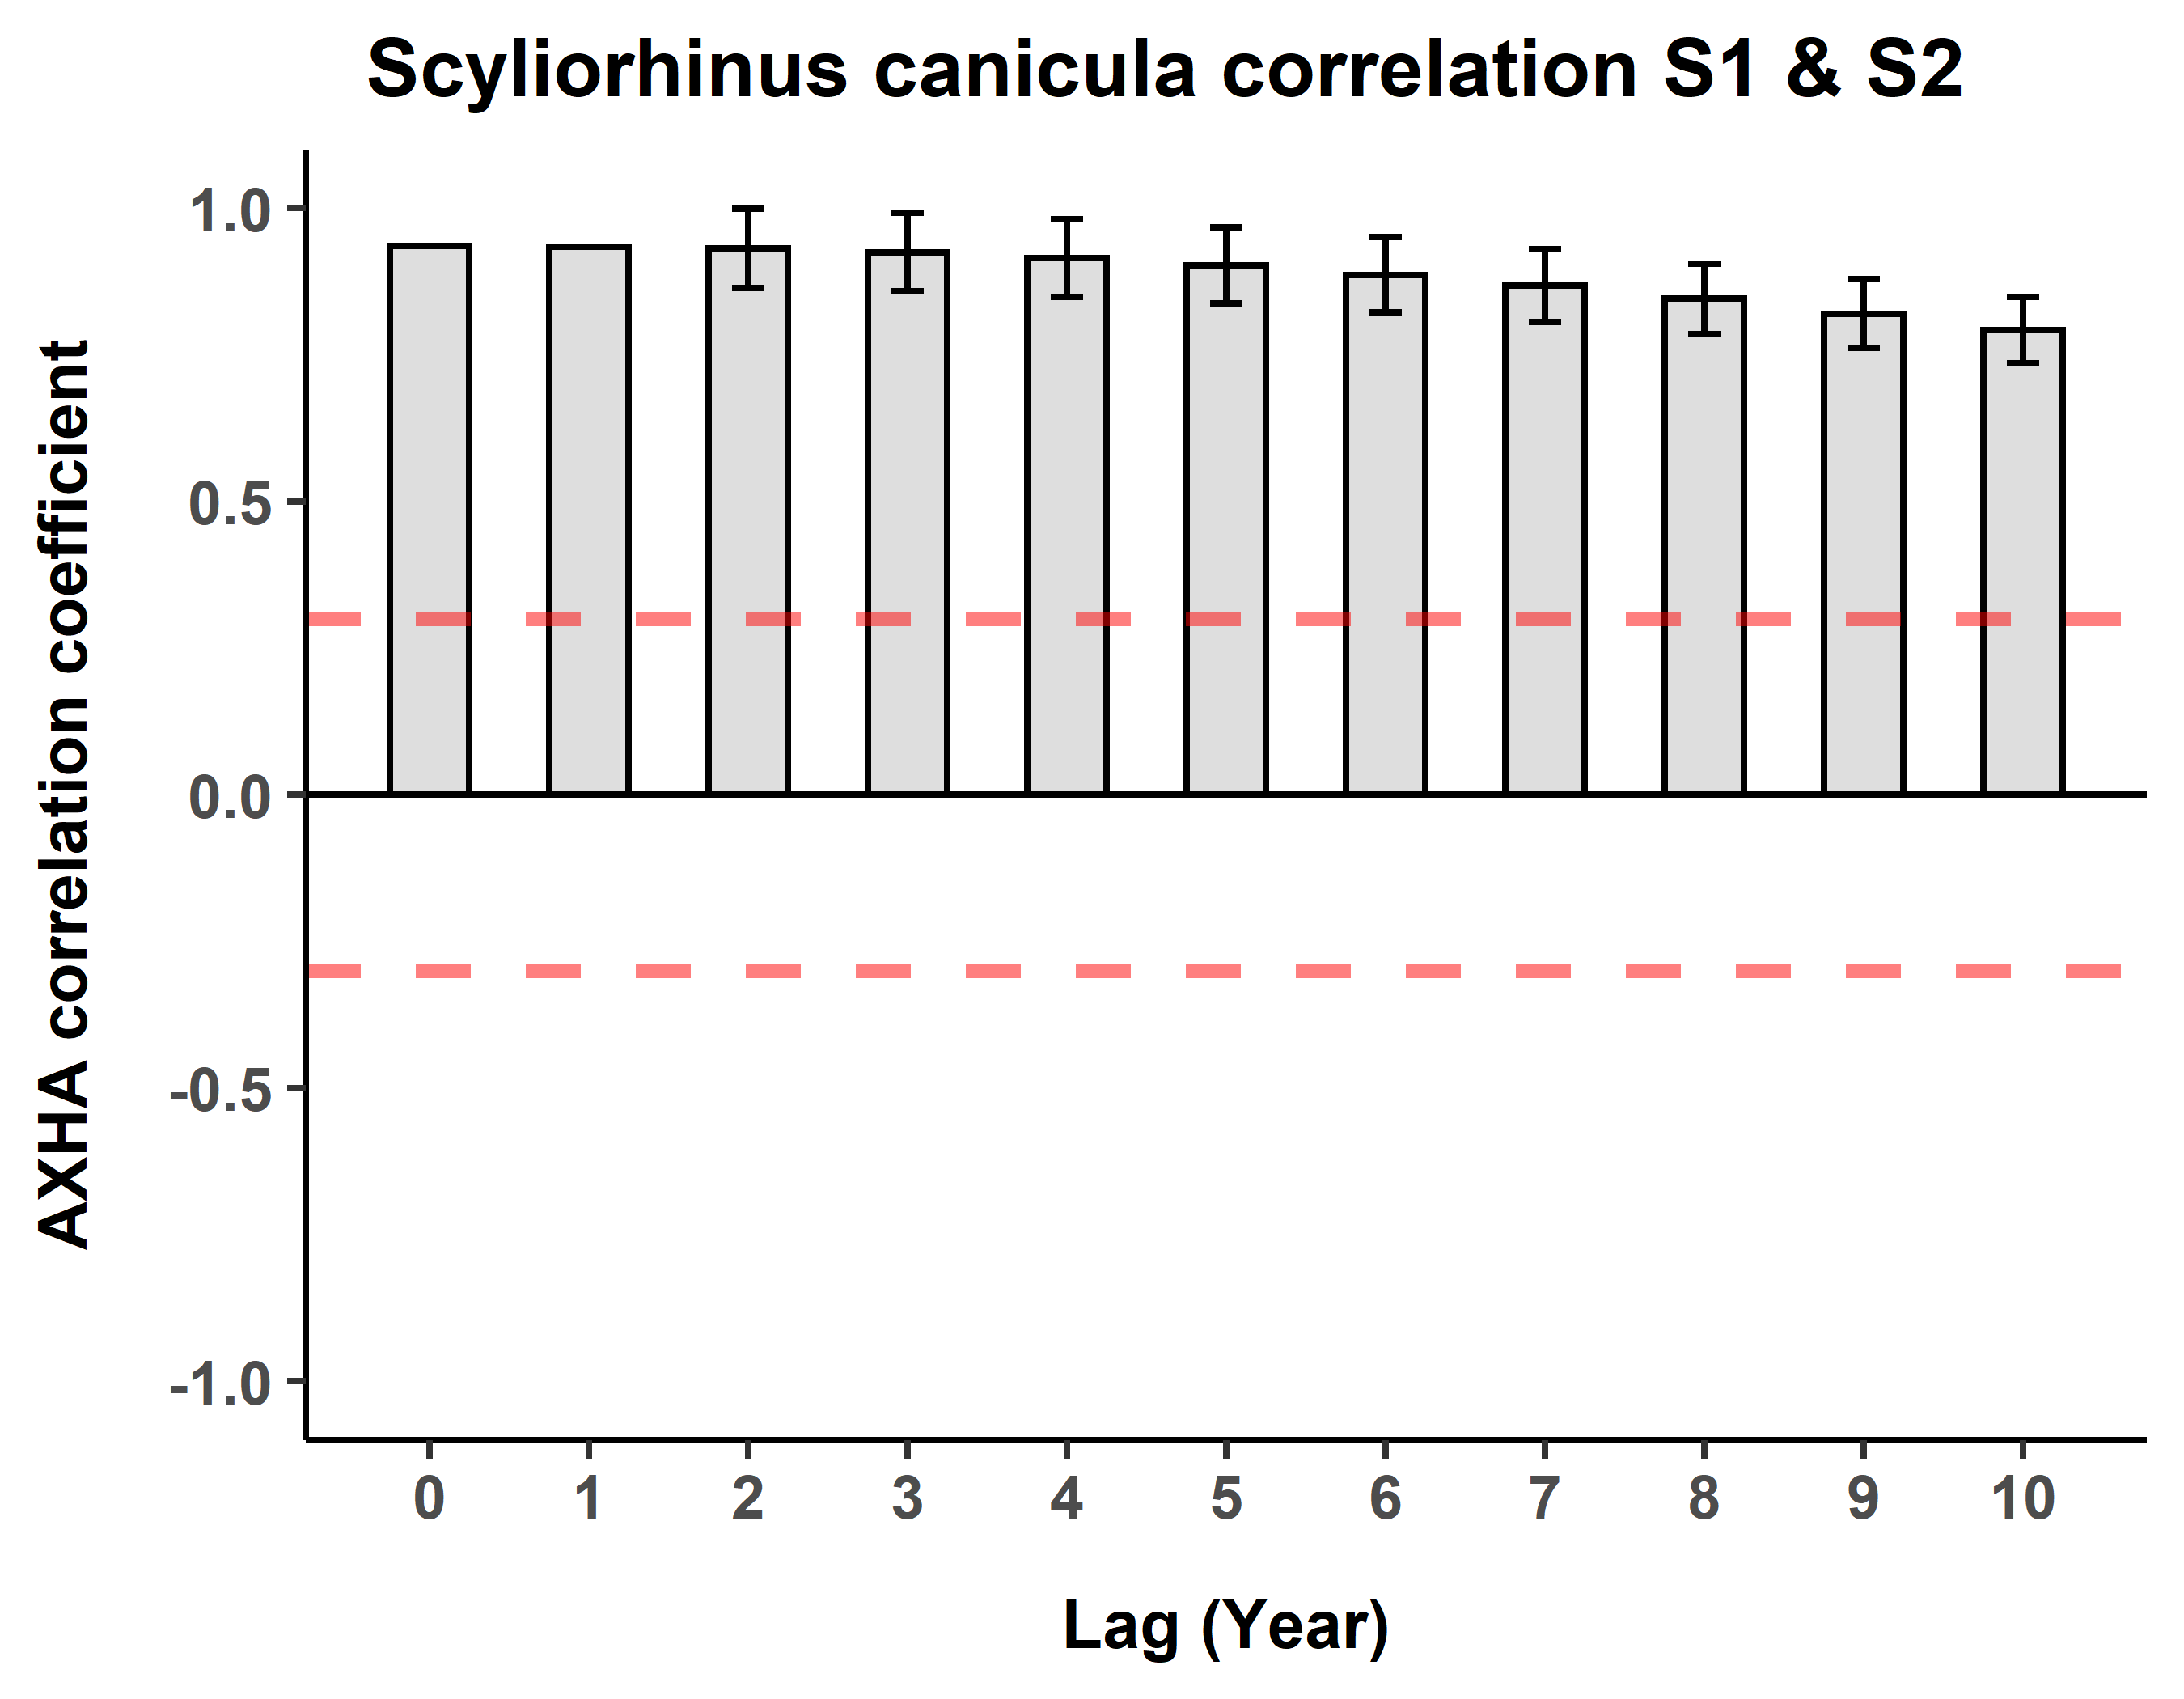 Scyliorhinus canicula correlation S1 & S2
AXHA correlation coefficient
1.0
0.5
0.0
-0.5
-1.0
0 1 2 3 4 5 6 7 8 9 10
Lag (Year)